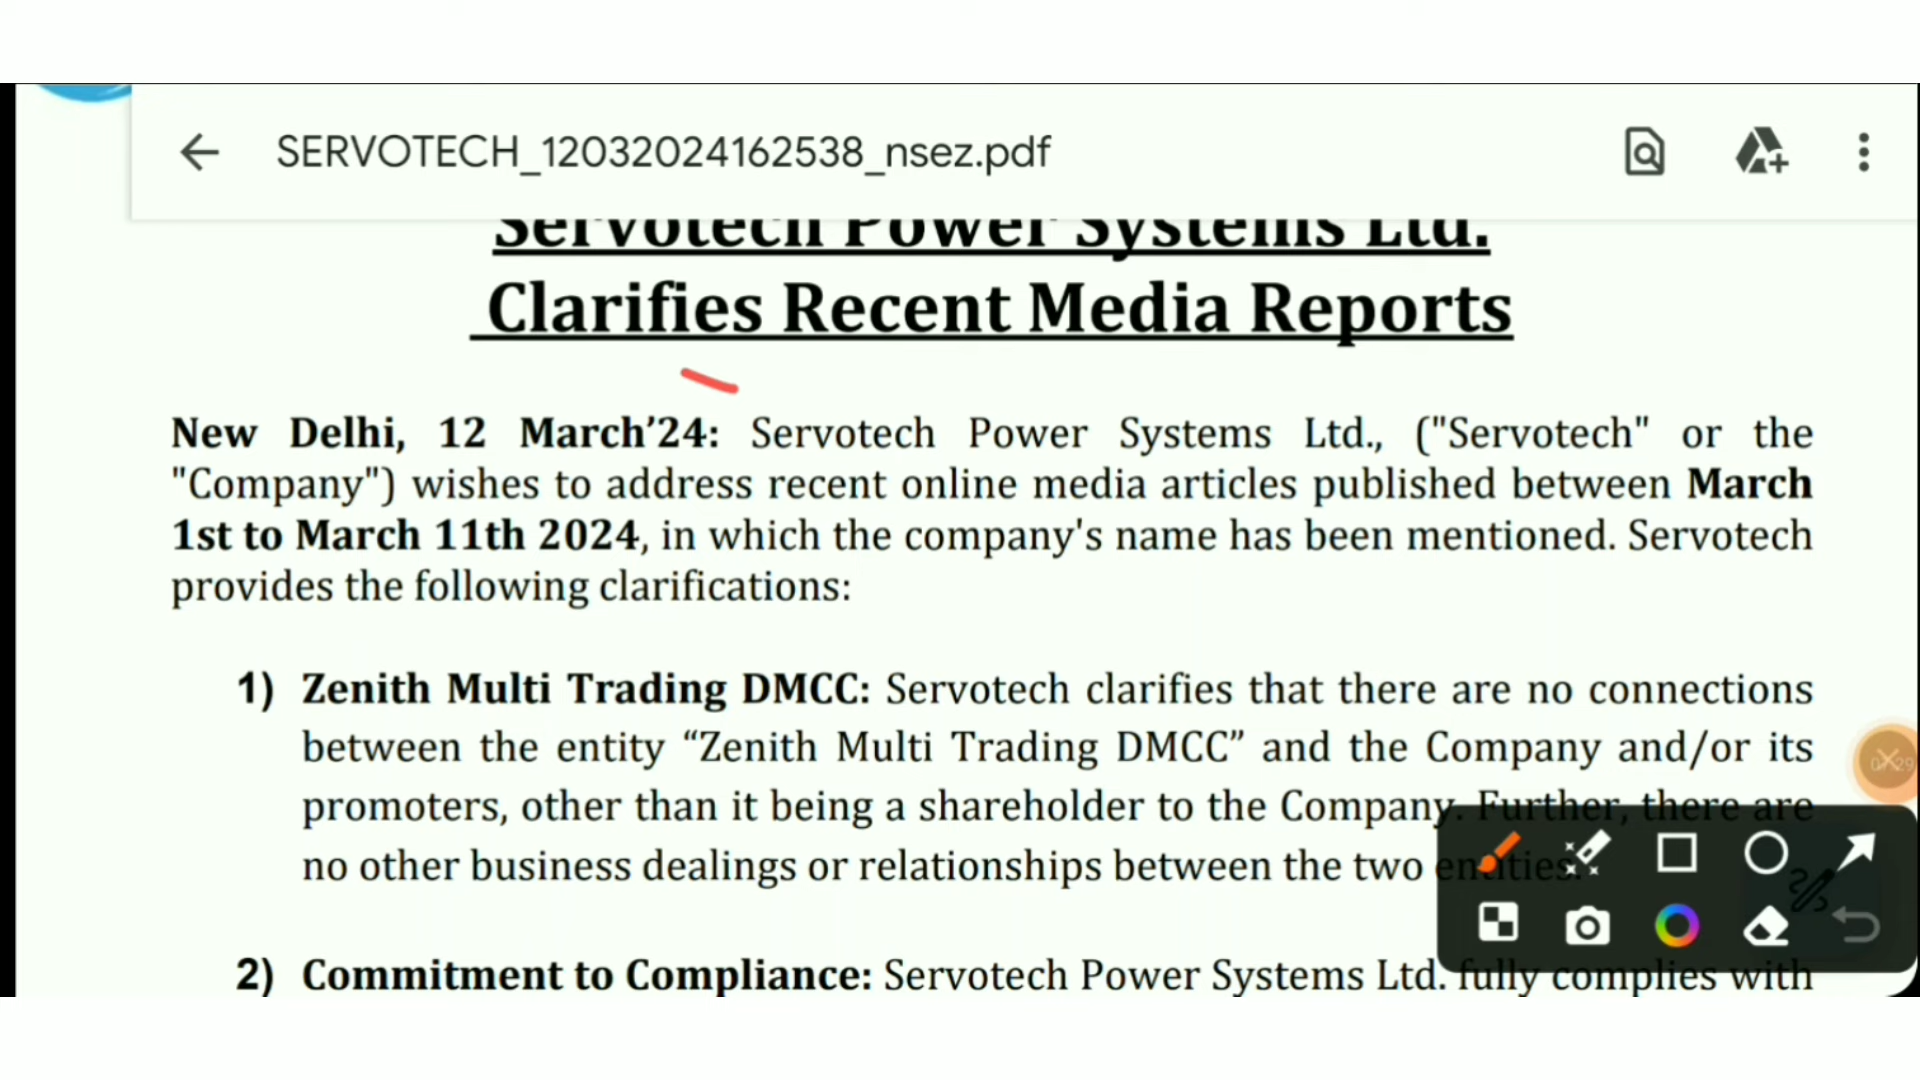 SERVOTECH_12032024162538_nsez.pdf
Servotech Power Systems Ltd.
Clarifies Recent Media Reports
New Delhi, 12 March’24: Servotech Power Systems Ltd., ("Servotech" or the
"Company") wishes to address recent online media articles published between March
1st to March 11th 2024, in which the company's name has been mentioned. Servotech
provides the following clarifications:
1) Zenith Multi Trading DMCC: Servotech clarifies that there are no connections
between the entity “Zenith Multi Trading DMCC” and the Company and/or its
promoters, other than it being a shareholder to the Company. Further, there are
no other business dealings or relationships between the two entities.
2) Commitment to Compliance: Servotech Power Systems Ltd. fully complies with